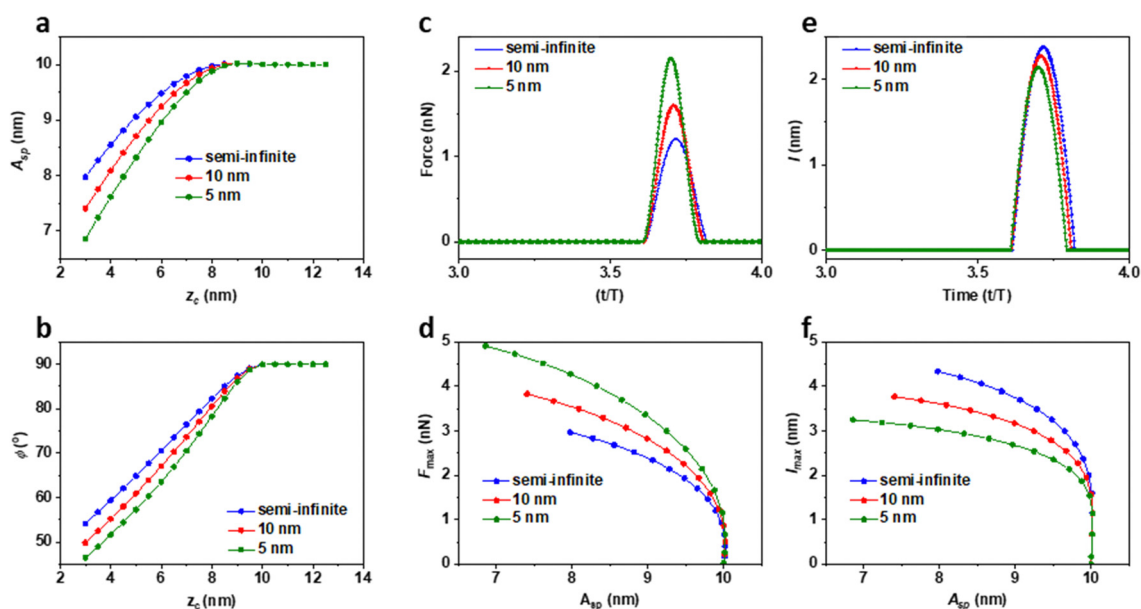 a
A_sp (nm)
10
9
8
7
semi-infinite
10 nm
5 nm
2 4 6 8 10 12 14
z_c (nm)
b
ϕ (°)
90
80
70
60
50
semi-infinite
10 nm
5 nm
2 4 6 8 10 12 14
z_c (nm)
c
Force (nN)
2
1
0
semi-infinite
10 nm
5 nm
3.0 3.5 4.0
(t/T)
d
F_max (nN)
5
4
3
2
1
0
semi-infinite
10 nm
5 nm
7 8 9 10
A_sp (nm)
e
I (nm)
2
1
0
semi-infinite
10 nm
5 nm
3.0 3.5 4.0
Time (t/T)
f
I_max (nm)
5
4
3
2
1
0
semi-infinite
10 nm
5 nm
7 8 9 10
A_sp (nm)